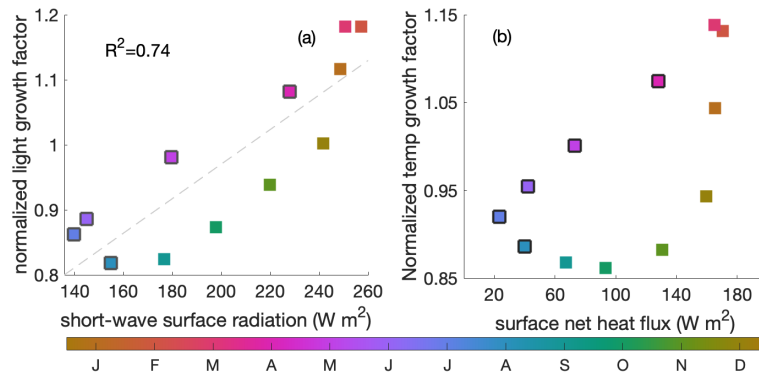 1.2
1.1
1
0.9
0.8
normalized light growth factor
R²=0.74
(a)
140 160 180 200 220 240 260
short-wave surface radiation (W m²)
1.15
1.05
0.95
0.85
Normalized temp growth factor
(b)
20 60 100 140 180
surface net heat flux (W m²)
J F M A M J J A S O N D